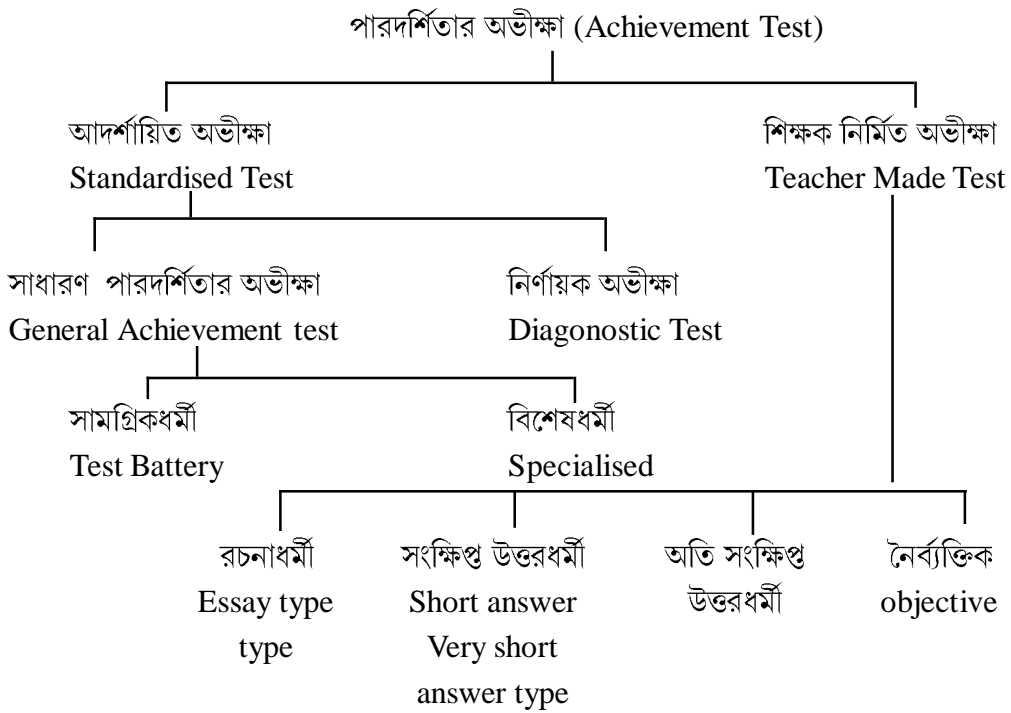 পারদর্শিতার অভীক্ষা (Achievement Test)
আদর্শায়িত অভীক্ষা
Standardised Test
শিক্ষক নির্মিত অভীক্ষা
Teacher Made Test
সাধারণ পারদর্শিতার অভীক্ষা
General Achievement test
নির্ণায়ক অভীক্ষা
Diagonostic Test
সামগ্রিকধর্মী
Test Battery
বিশেষধর্মী
Specialised
রচনাধর্মী
Essay type
type
সংক্ষিপ্ত উত্তরধর্মী
Short answer
Very short
answer type
অতি সংক্ষিপ্ত
উত্তরধর্মী
নৈর্ব্যক্তিক
objective